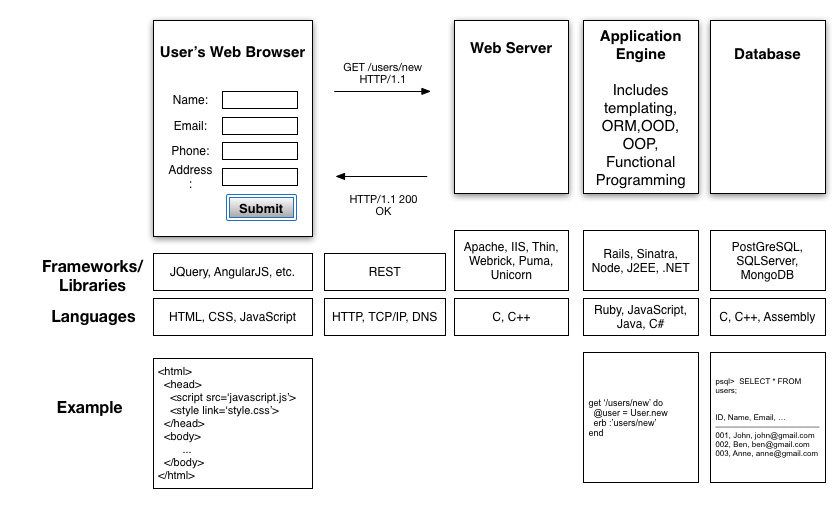 User's Web Browser
Name:
Email:
Phone:
Address
:
Submit
GET /users/new
HTTP/1.1
HTTP/1.1 200
OK
Web Server
Application
Engine
Includes
templating,
ORM,OOD,
OOP,
Functional
Programming
Database
Frameworks/
Libraries
JQuery, AngularJS, etc.
REST
Apache, IIS, Thin,
Webrick, Puma,
Unicorn
Rails, Sinatra,
Node, J2EE, .NET
PostGreSQL,
SQLServer,
MongoDB
Languages
HTML, CSS, JavaScript
HTTP, TCP/IP, DNS
C, C++
Ruby, JavaScript,
Java, C#
C, C++, Assembly
Example
<html>
<head>
<script src='javascript.js'>
<style link='style.css'>
</head>
<body>
...
</body>
</html>
get '/users/new' do
@user = User.new
erb :'users/new'
end
psql> SELECT * FROM
users;
ID, Name, Email, …
001, John, john@gmail.com
002, Ben, ben@gmail.com
003, Anne, anne@gmail.com